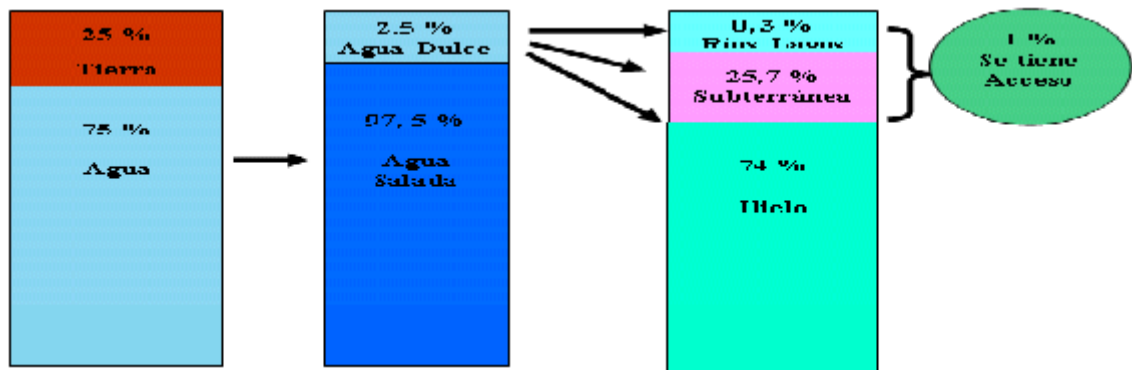 25 %
Tierra
75 %
Agua
2.5 %
Agua Dulce
97, 5 %
Agua
Salada
0,3 %
Ríos Lagos
25,7 %
Subterránea
74 %
Hielo
1 %
Se tiene
Acceso